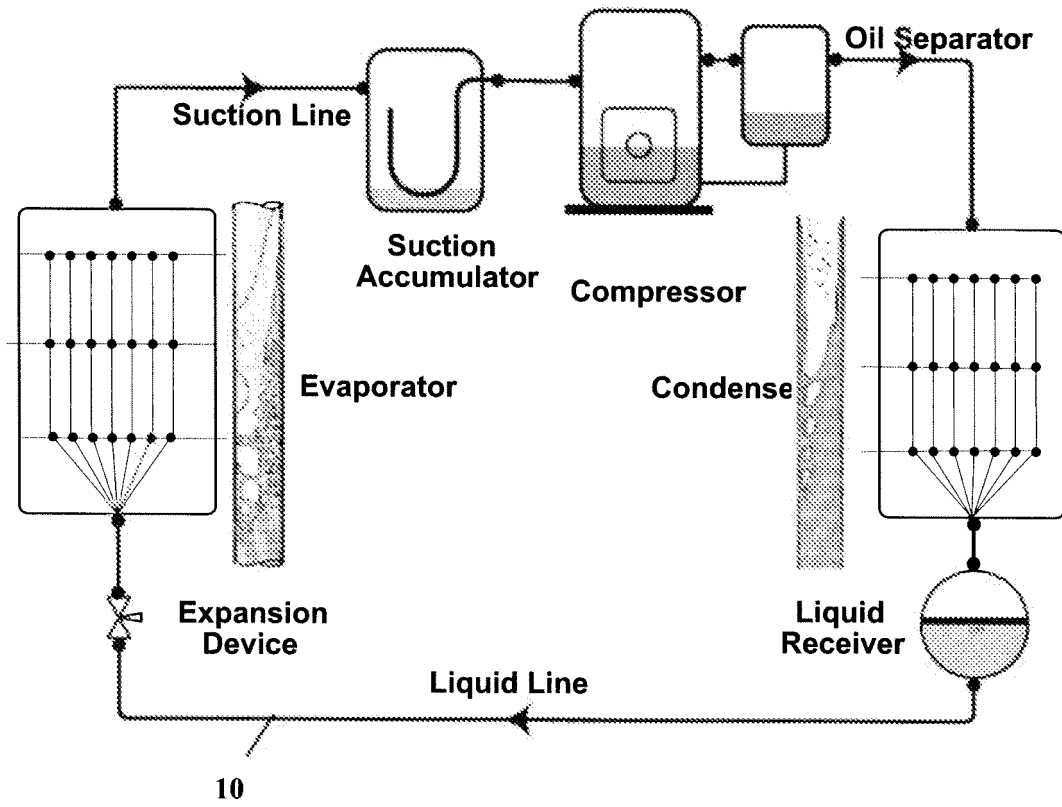 Oil Separator
Suction Line
Suction
Accumulator
Compressor
Evaporator
Condense
Expansion
Device
Liquid
Receiver
Liquid Line
10